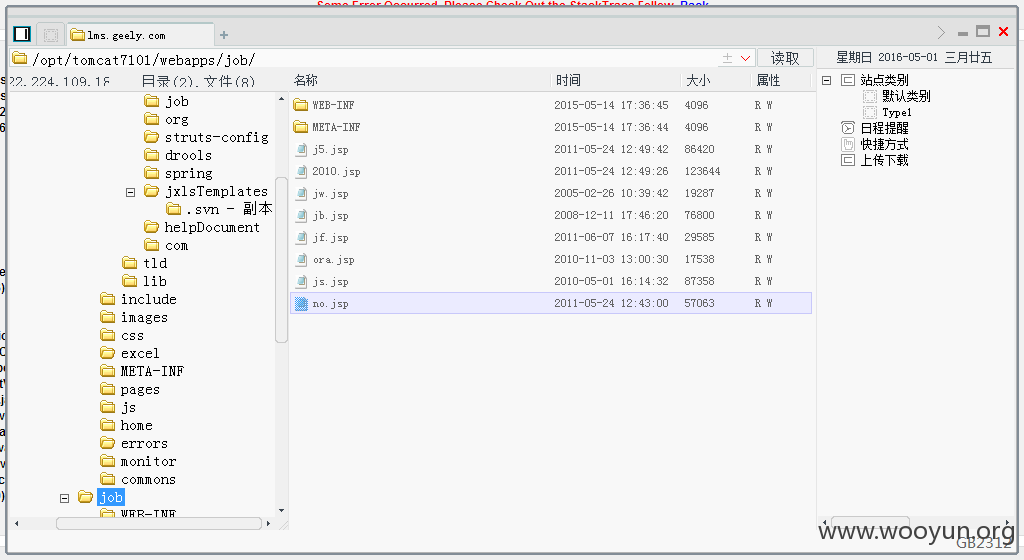 Some Error Occurred, Please Check Out the StackTrace Follow. Back
lms.geely.com
/opt/tomcat7101/webapps/job/
读取
星期日 2016-05-01 三月廿五
22.224.109.18 目录(2),文件(8)
名称 时间 大小 属性
job
org
struts-config
drools
spring
jxlsTemplates
.svn - 副本
helpDocument
com
tld
lib
include
images
css
excel
META-INF
pages
js
home
errors
monitor
commons
job
WEB-INF
WEB-INF 2015-05-14 17:36:45 4096 R W
META-INF 2015-05-14 17:36:44 4096 R W
j5.jsp 2011-05-24 12:49:42 86420 R W
2010.jsp 2011-05-24 12:49:26 123644 R W
jw.jsp 2005-02-26 10:39:42 19287 R W
jb.jsp 2008-12-11 17:46:20 76800 R W
jf.jsp 2011-06-07 16:17:40 29585 R W
ora.jsp 2010-11-03 13:00:30 17538 R W
js.jsp 2010-05-01 16:14:32 87358 R W
no.jsp 2011-05-24 12:43:00 57063 R W
站点类别
默认类别
Type1
日程提醒
快捷方式
上传下载
www.wooyun.org
GB2312